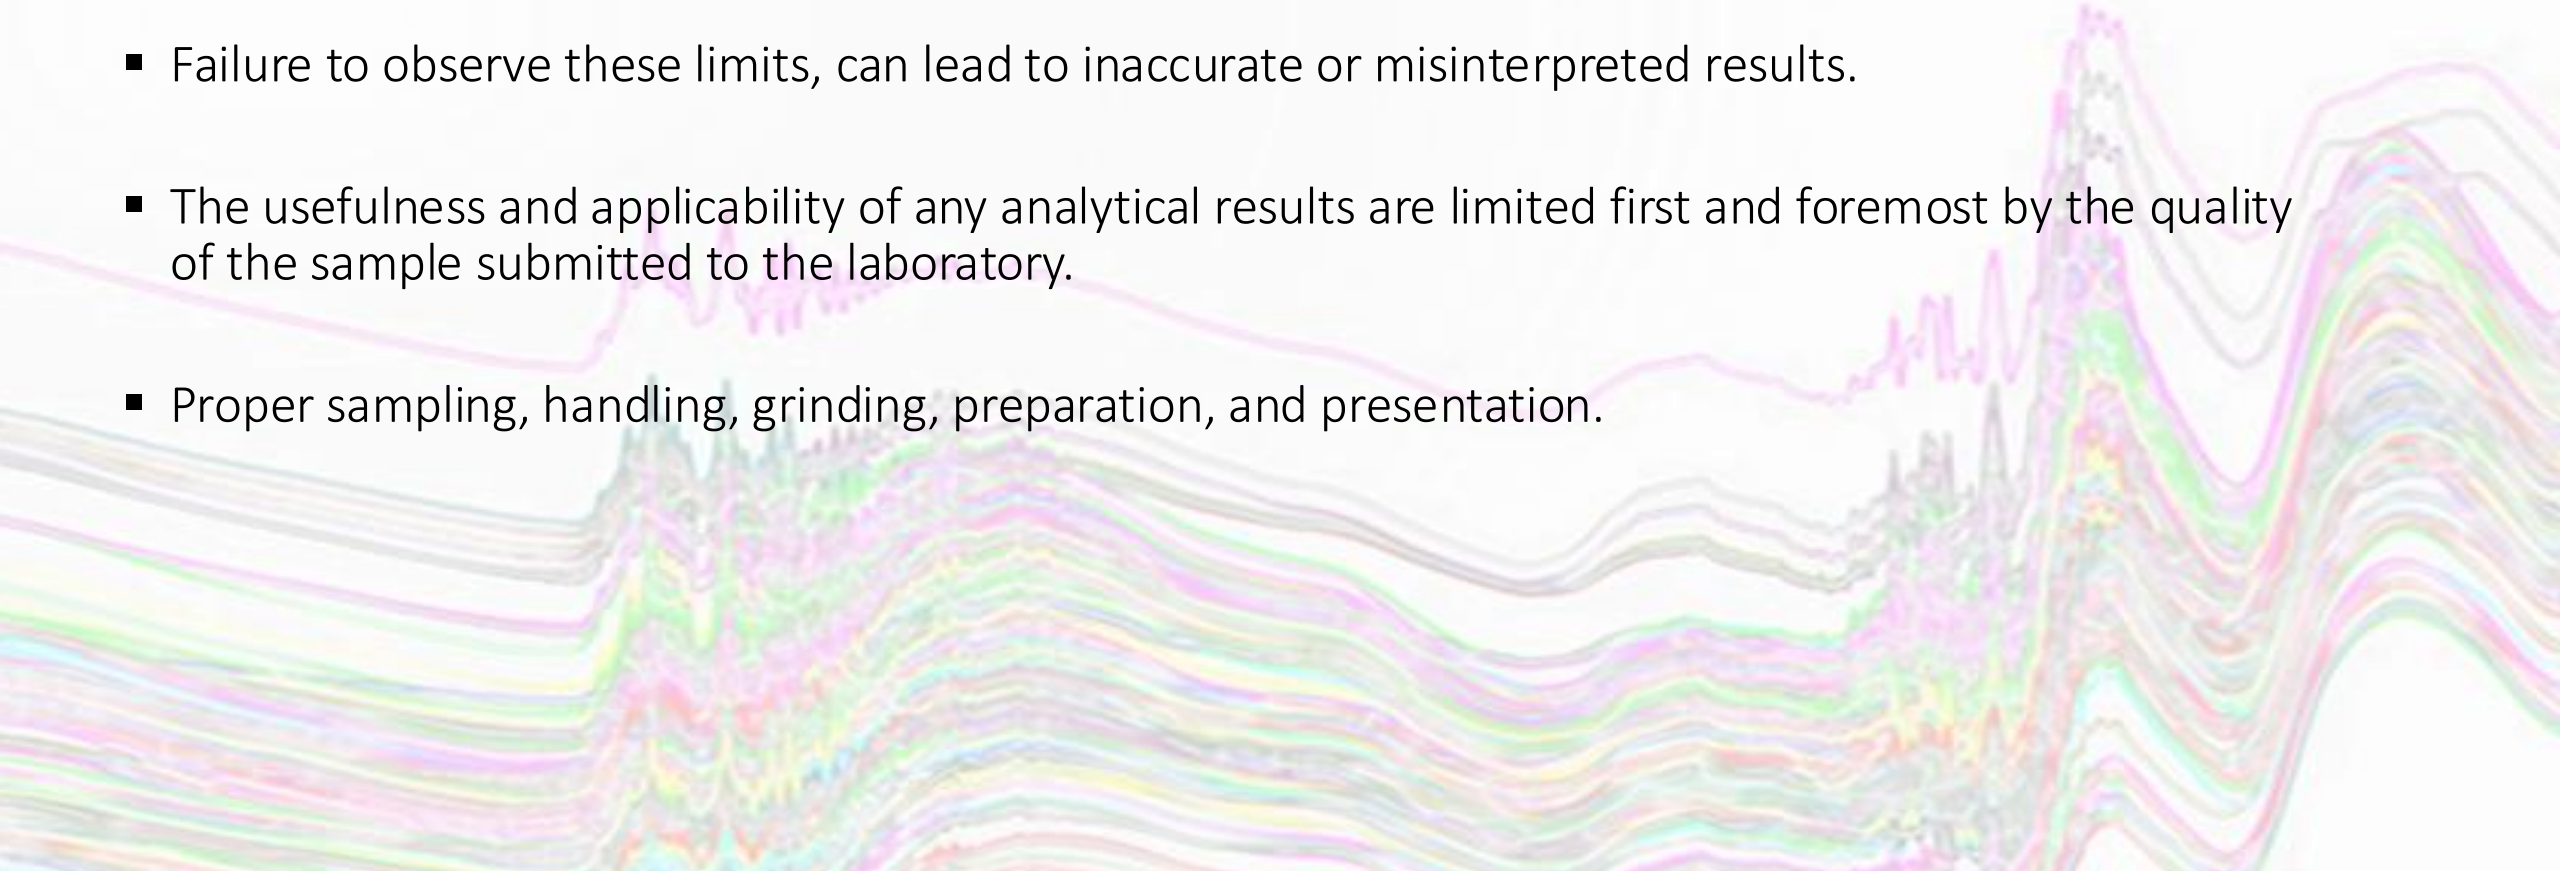 ▪ Failure to observe these limits, can lead to inaccurate or misinterpreted results.
▪ The usefulness and applicability of any analytical results are limited first and foremost by the quality
of the sample submitted to the laboratory.
▪ Proper sampling, handling, grinding, preparation, and presentation.